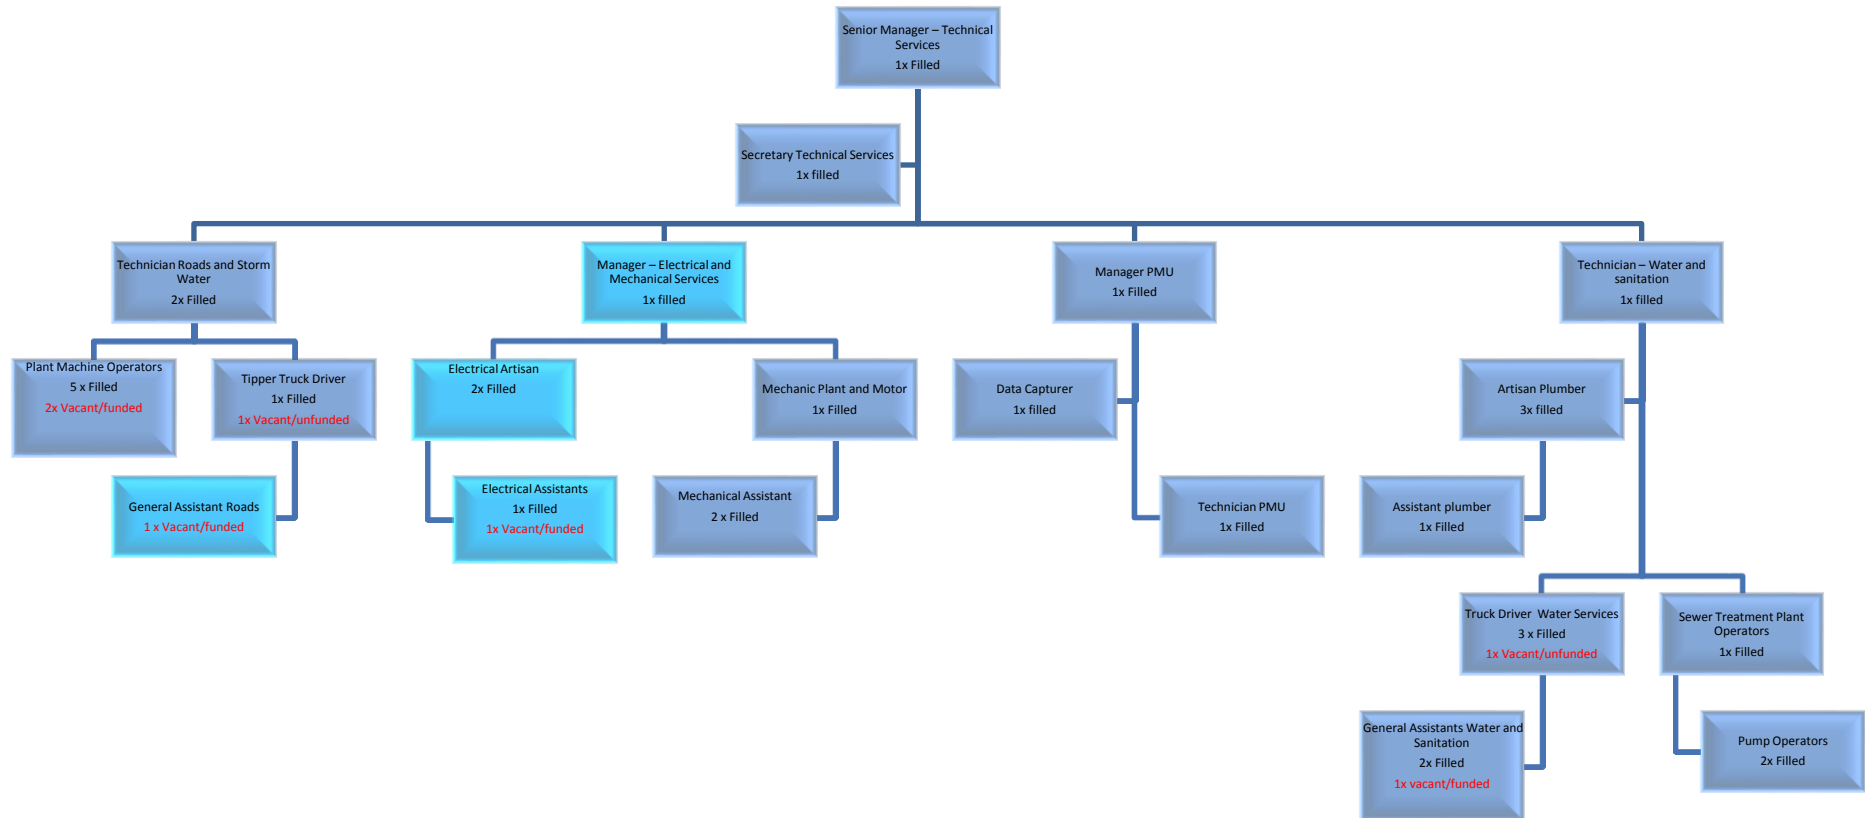 Senior Manager – Technical
Services
1x Filled
Secretary Technical Services
1x filled
Technician Roads and Storm
Water
2x Filled
Manager – Electrical and
Mechanical Services
1x filled
Manager PMU
1x Filled
Technician – Water and
sanitation
1x filled
Plant Machine Operators
5 x Filled
2x Vacant/funded
Tipper Truck Driver
1x Filled
1x Vacant/unfunded
Electrical Artisan
2x Filled
Mechanic Plant and Motor
1x Filled
Data Capturer
1x filled
Artisan Plumber
3x filled
General Assistant Roads
1 x Vacant/funded
Electrical Assistants
1x Filled
1x Vacant/funded
Mechanical Assistant
2 x Filled
Technician PMU
1x Filled
Assistant plumber
1x Filled
Truck Driver  Water Services
3 x Filled
1x Vacant/unfunded
Sewer Treatment Plant
Operators
1x Filled
General Assistants Water and
Sanitation
2x Filled
1x vacant/funded
Pump Operators
2x Filled